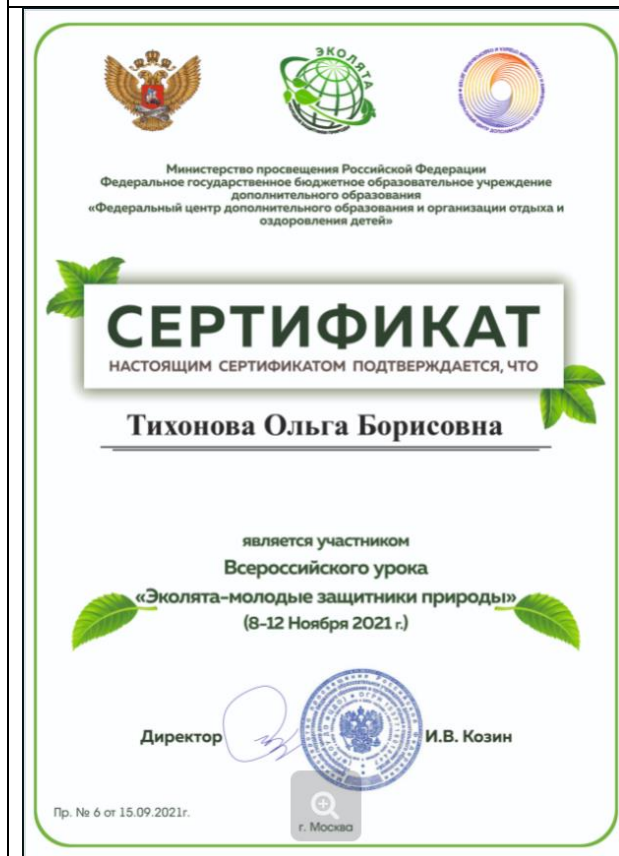 ЭКОЛЯТА
Министерство просвещения Российской Федерации
Федеральное государственное бюджетное образовательное учреждение
дополнительного образования
«Федеральный центр дополнительного образования и организации отдыха и
оздоровления детей»
СЕРТИФИКАТ
НАСТОЯЩИМ СЕРТИФИКАТОМ ПОДТВЕРЖДАЕТСЯ, ЧТО
Тихонова Ольга Борисовна
является участником
Всероссийского урока
«Эколята-молодые защитники природы»
(8-12 Ноября 2021 г.)
Директор
И.В. Козин
Пр. № 6 от 15.09.2021г.
г. Москва